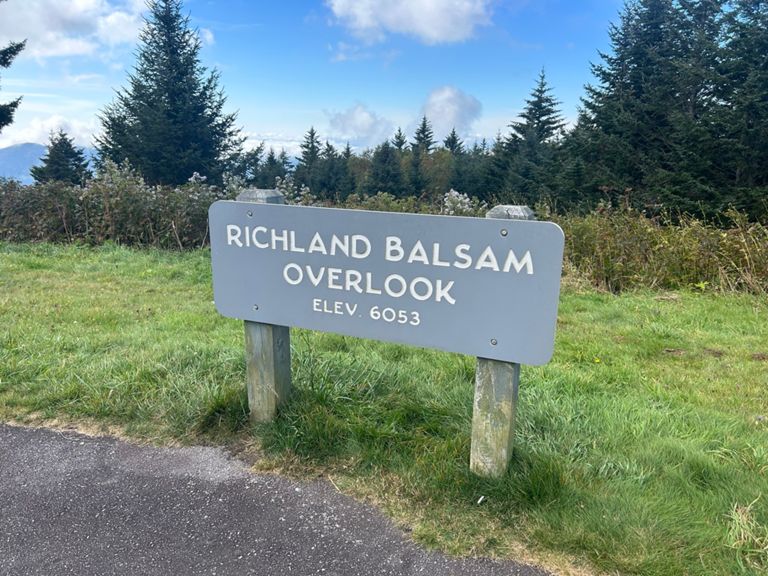 RICHLAND BALSAM
OVERLOOK
ELEV. 6053